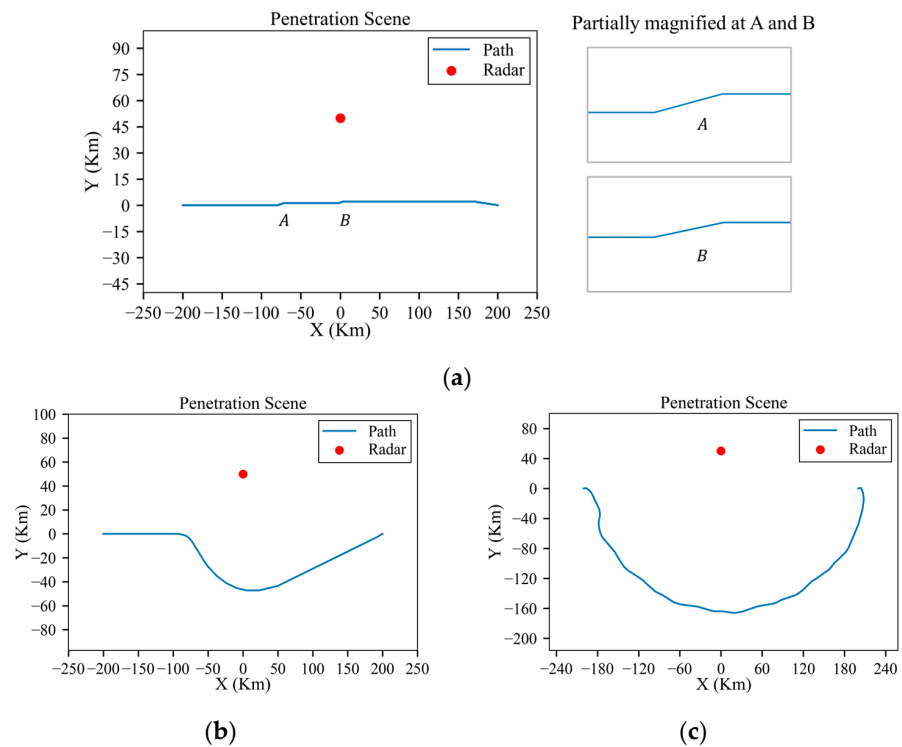 Penetration Scene
Partially magnified at A and B
90
75
60
45
30
15
0
−15
−30
−45
Y (Km)
Path
Radar
A
B
A
B
−250 −200 −150 −100 −50 0 50 100 150 200 250
X (Km)
(a)
Penetration Scene
100
80
60
40
20
0
−20
−40
−60
−80
Y (Km)
Path
Radar
−250 −200 −150 −100 −50 0 50 100 150 200 250
X (Km)
(b)
Penetration Scene
80
40
0
−40
−80
−120
−160
−200
Y (Km)
Path
Radar
−240 −180 −120 −60 0 60 120 180 240
X (Km)
(c)